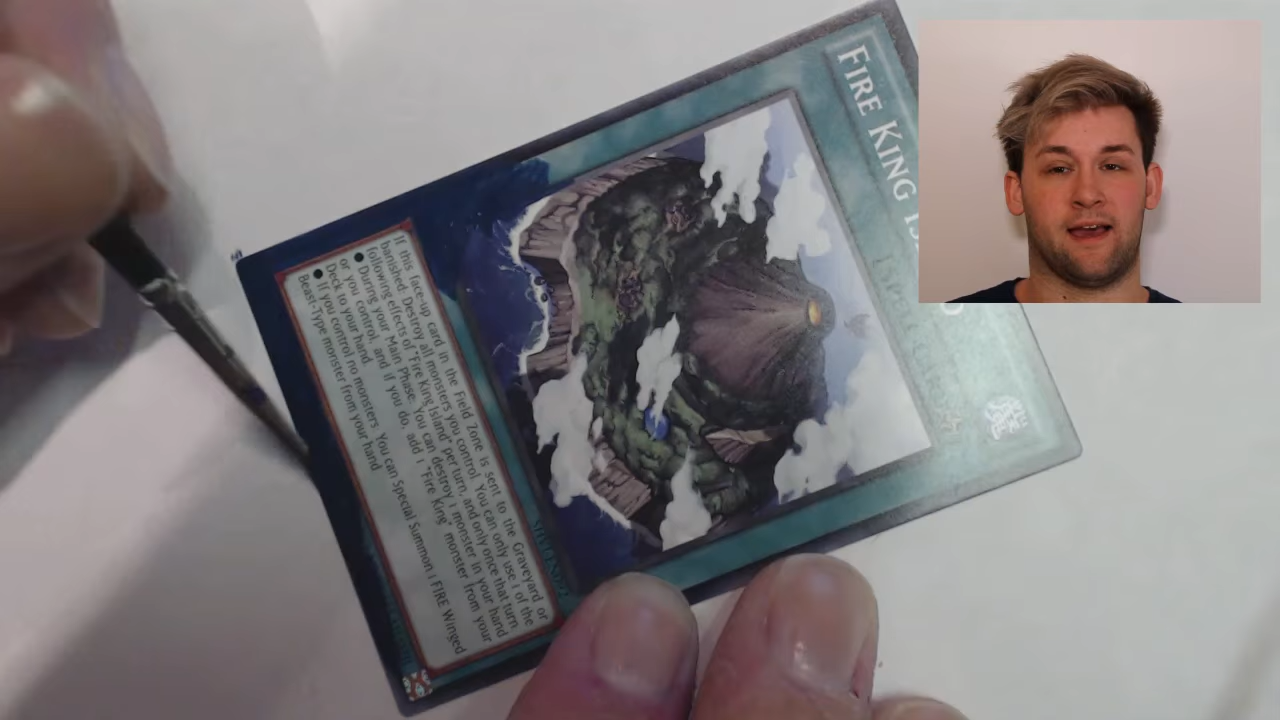 FIRE KING
If this face-up card in the Field Zone is sent to the Graveyard or
banished: Destroy all monsters you control. You can only use 1 of the
following effects of "Fire King Island" per turn, and only once that turn.
● During your Main Phase: You can destroy 1 monster in your hand
or you control, and if you do, add 1 "Fire King" monster from your
Deck to your hand.
● If you control no monsters: You can Special Summon 1 FIRE Winged
Beast-Type monster from your hand